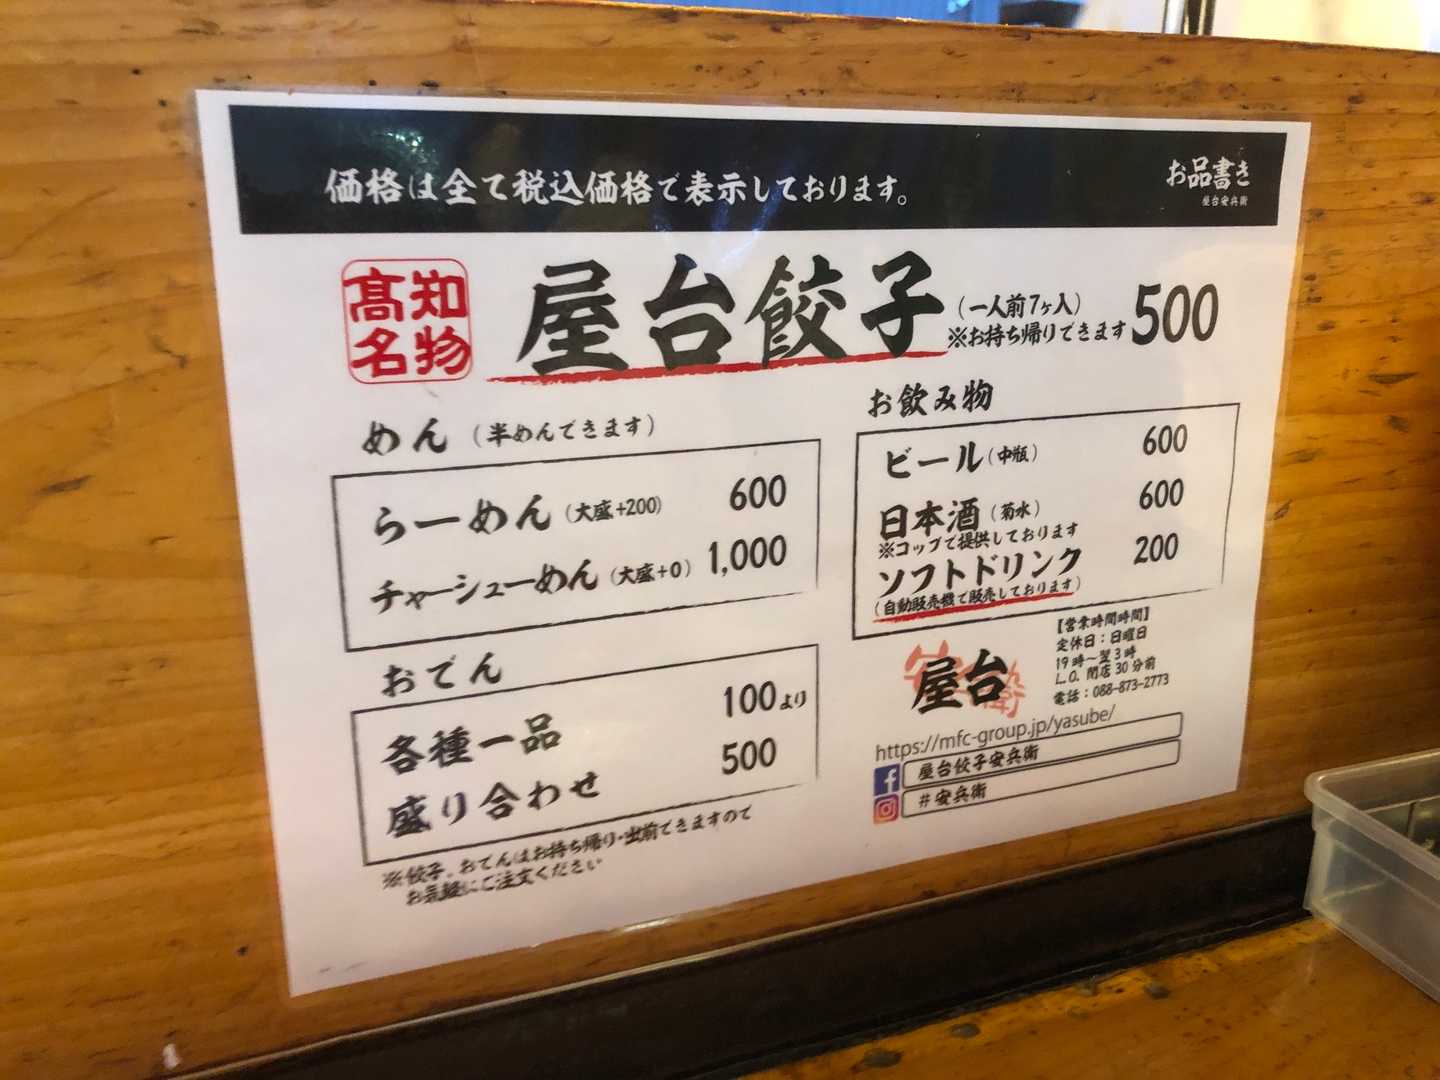 価格は全て税込価格で表示しております。
お品書き
屋台安兵衛
高知
名物
屋台餃子
(一人前7ヶ入)
※お持ち帰りできます
500
めん (半めんできます)
らーめん (大盛+200) 600
チャーシューめん (大盛+0) 1,000
おでん
各種一品 100より
盛り合わせ 500
※餃子、おでんはお持ち帰り・出前できますので
お気軽にご注文ください
お飲み物
ビール (中瓶) 600
日本酒 (菊水) 600
※コップで提供しております
ソフトドリンク 200
(自動販売機で販売しております)
屋台
安兵衛
【営業時間時間】
定休日:日曜日
19時〜翌3時
L.O. 閉店30分前
電話:088-873-2773
https://mfc-group.jp/yasube/
屋台餃子安兵衛
#安兵衛